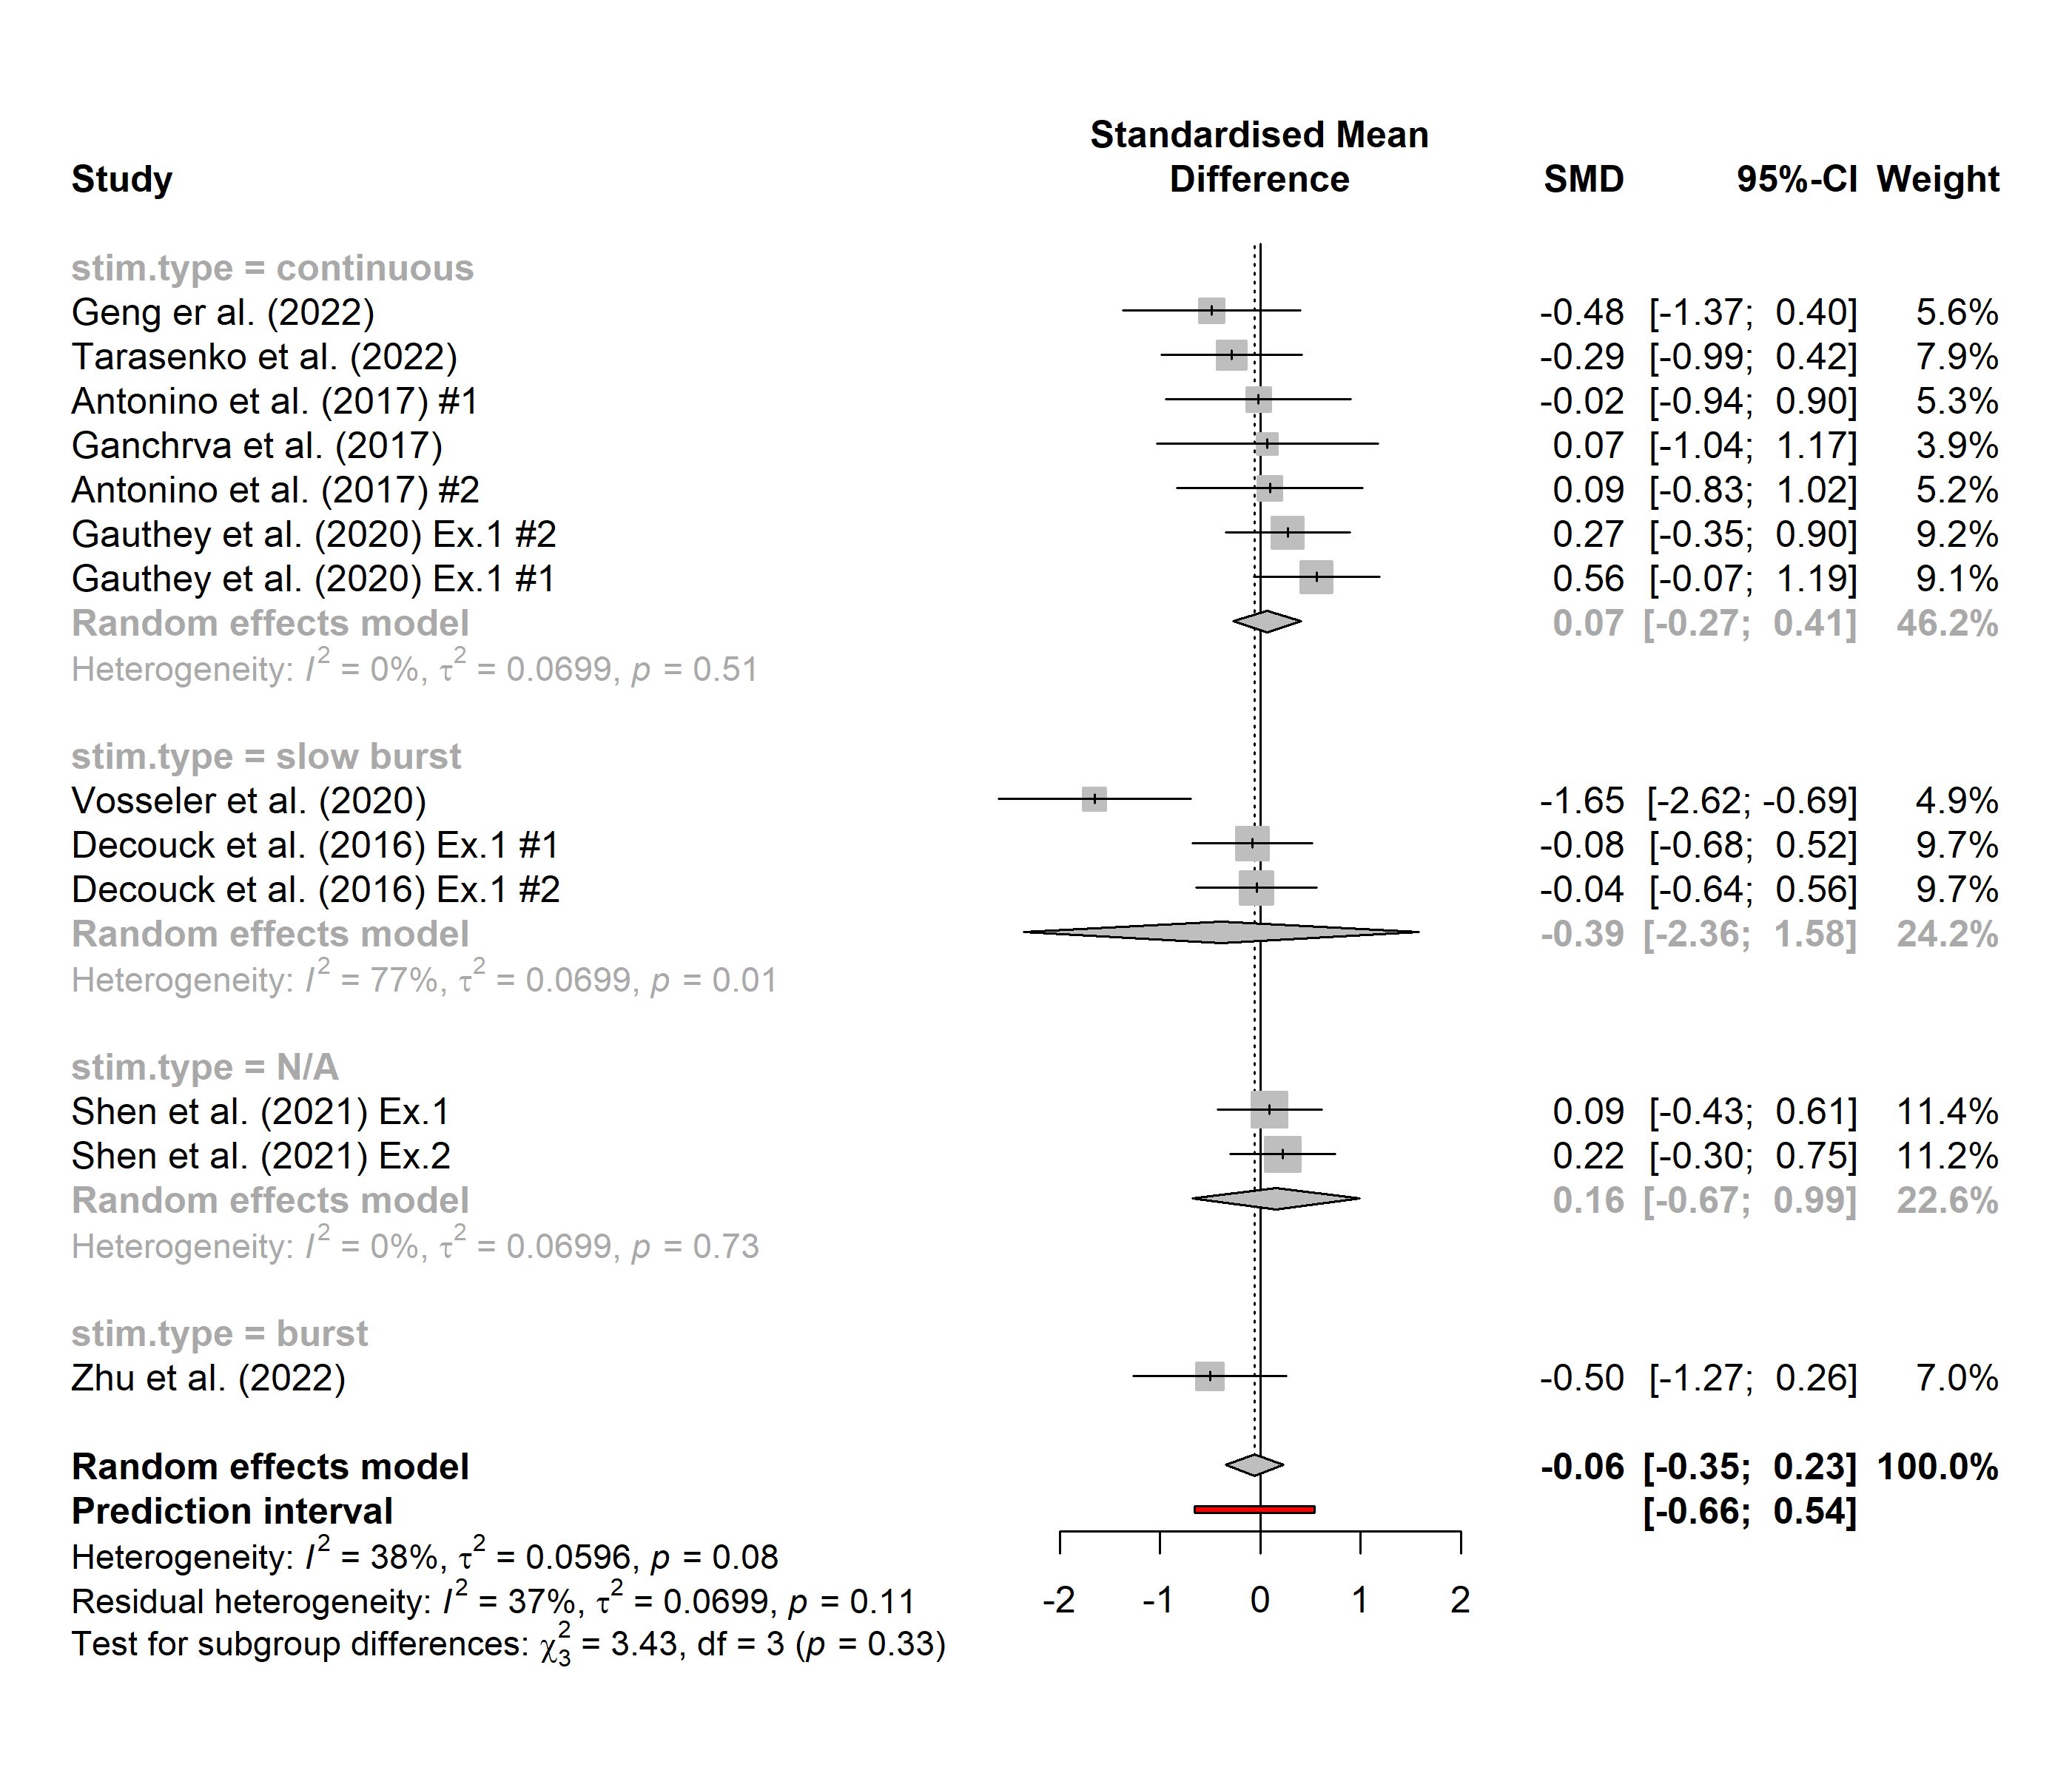 Standardised Mean
Study Difference SMD 95%-CI Weight
stim.type = continuous
Geng er al. (2022) -0.48 [-1.37; 0.40] 5.6%
Tarasenko et al. (2022) -0.29 [-0.99; 0.42] 7.9%
Antonino et al. (2017) #1 -0.02 [-0.94; 0.90] 5.3%
Ganchrva et al. (2017) 0.07 [-1.04; 1.17] 3.9%
Antonino et al. (2017) #2 0.09 [-0.83; 1.02] 5.2%
Gauthey et al. (2020) Ex.1 #2 0.27 [-0.35; 0.90] 9.2%
Gauthey et al. (2020) Ex.1 #1 0.56 [-0.07; 1.19] 9.1%
Random effects model 0.07 [-0.27; 0.41] 46.2%
Heterogeneity: I² = 0%, τ² = 0.0699, p = 0.51
stim.type = slow burst
Vosseler et al. (2020) -1.65 [-2.62; -0.69] 4.9%
Decouck et al. (2016) Ex.1 #1 -0.08 [-0.68; 0.52] 9.7%
Decouck et al. (2016) Ex.1 #2 -0.04 [-0.64; 0.56] 9.7%
Random effects model -0.39 [-2.36; 1.58] 24.2%
Heterogeneity: I² = 77%, τ² = 0.0699, p = 0.01
stim.type = N/A
Shen et al. (2021) Ex.1 0.09 [-0.43; 0.61] 11.4%
Shen et al. (2021) Ex.2 0.22 [-0.30; 0.75] 11.2%
Random effects model 0.16 [-0.67; 0.99] 22.6%
Heterogeneity: I² = 0%, τ² = 0.0699, p = 0.73
stim.type = burst
Zhu et al. (2022) -0.50 [-1.27; 0.26] 7.0%
Random effects model -0.06 [-0.35; 0.23] 100.0%
Prediction interval [-0.66; 0.54]
Heterogeneity: I² = 38%, τ² = 0.0596, p = 0.08
Residual heterogeneity: I² = 37%, τ² = 0.0699, p = 0.11
-2 -1 0 1 2
Test for subgroup differences: χ²₃ = 3.43, df = 3 (p = 0.33)